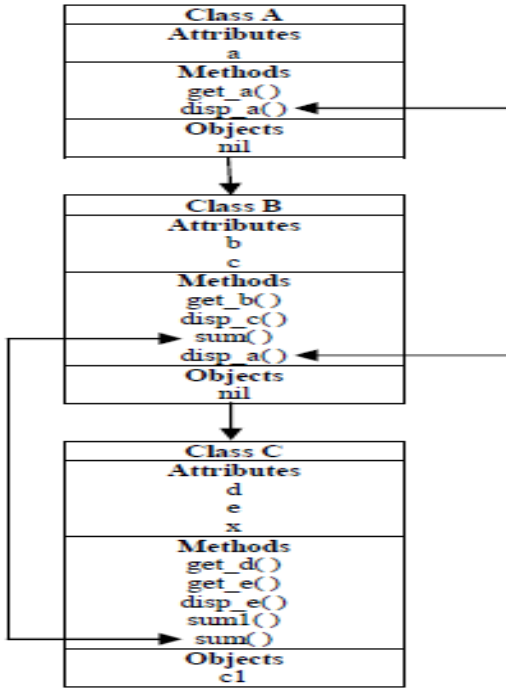 Class A
Attributes
a
Methods
get_a()
disp_a()
Objects
nil
Class B
Attributes
b
c
Methods
get_b()
disp_c()
sum()
disp_a()
Objects
nil
Class C
Attributes
d
e
x
Methods
get_d()
get_e()
disp_e()
sum1()
sum()
Objects
c1